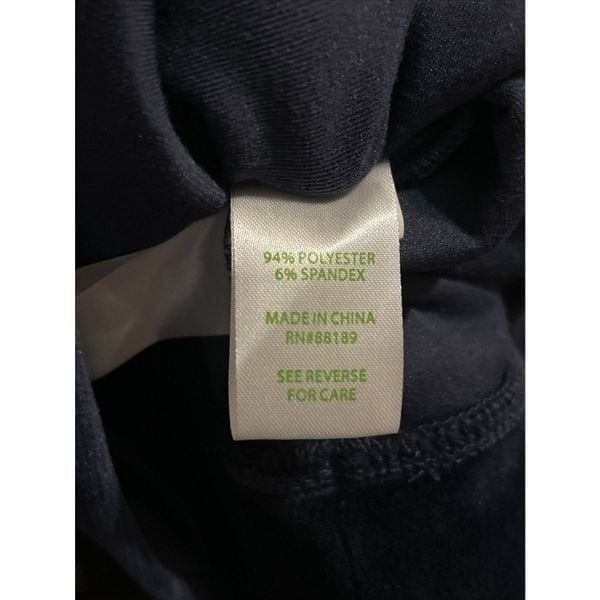 94% POLYESTER
6% SPANDEX
MADE IN CHINA
RN#88189
SEE REVERSE
FOR CARE